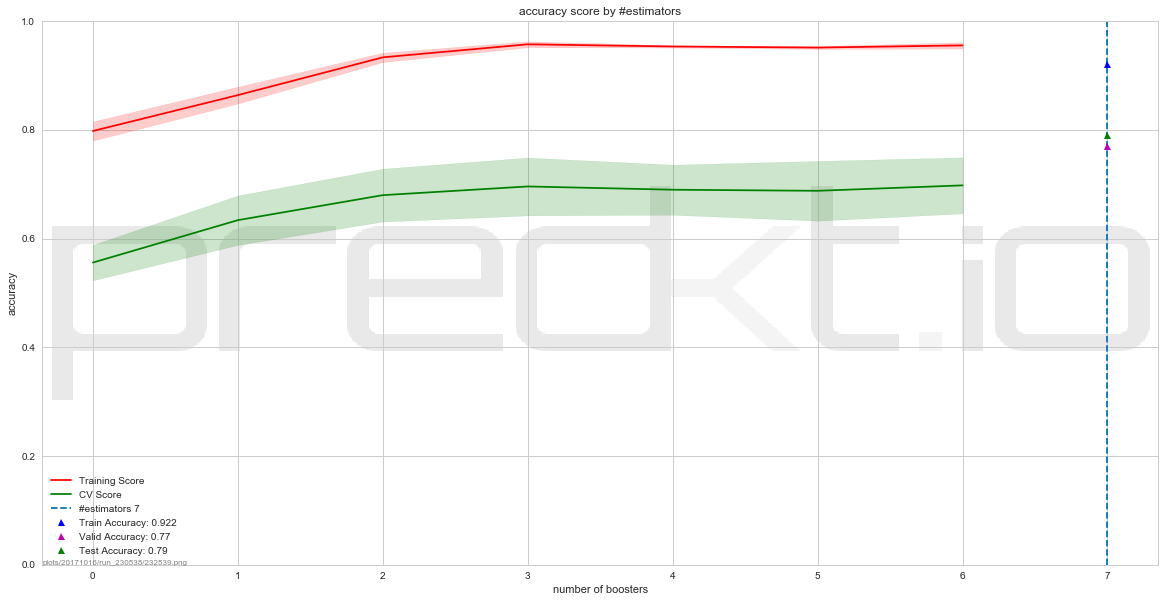 accuracy score by #estimators
1.0
0.8
0.6
0.4
0.2
0.0
accuracy
predkt.io
Training Score
CV Score
#estimators 7
Train Accuracy: 0.922
Valid Accuracy: 0.77
Test Accuracy: 0.79
plots/20171016/run_230538/232539.png
0 1 2 3 4 5 6 7
number of boosters